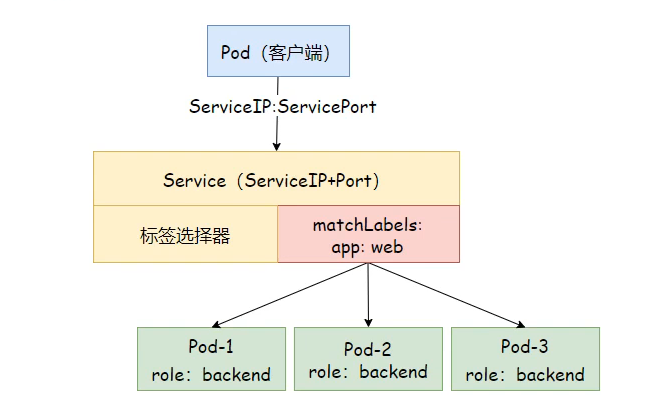 Pod（客户端）
ServiceIP:ServicePort
Service（ServiceIP+Port）
标签选择器
matchLabels:
app: web
Pod-1
role：backend
Pod-2
role：backend
Pod-3
role：backend